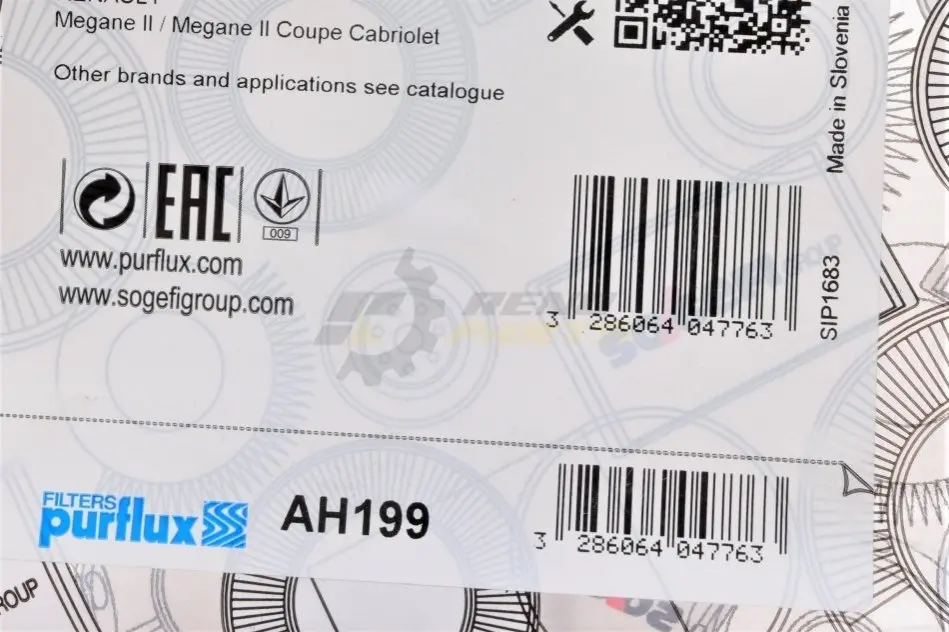 RENAULT
Megane II / Megane II Coupe Cabriolet
Other brands and applications see catalogue
Made in Slovenia
EAC
009
www.purflux.com
www.sogefigroup.com
3 286064 047763
SIP1683
FILTERS
purflux
AH199
3 286064 047763